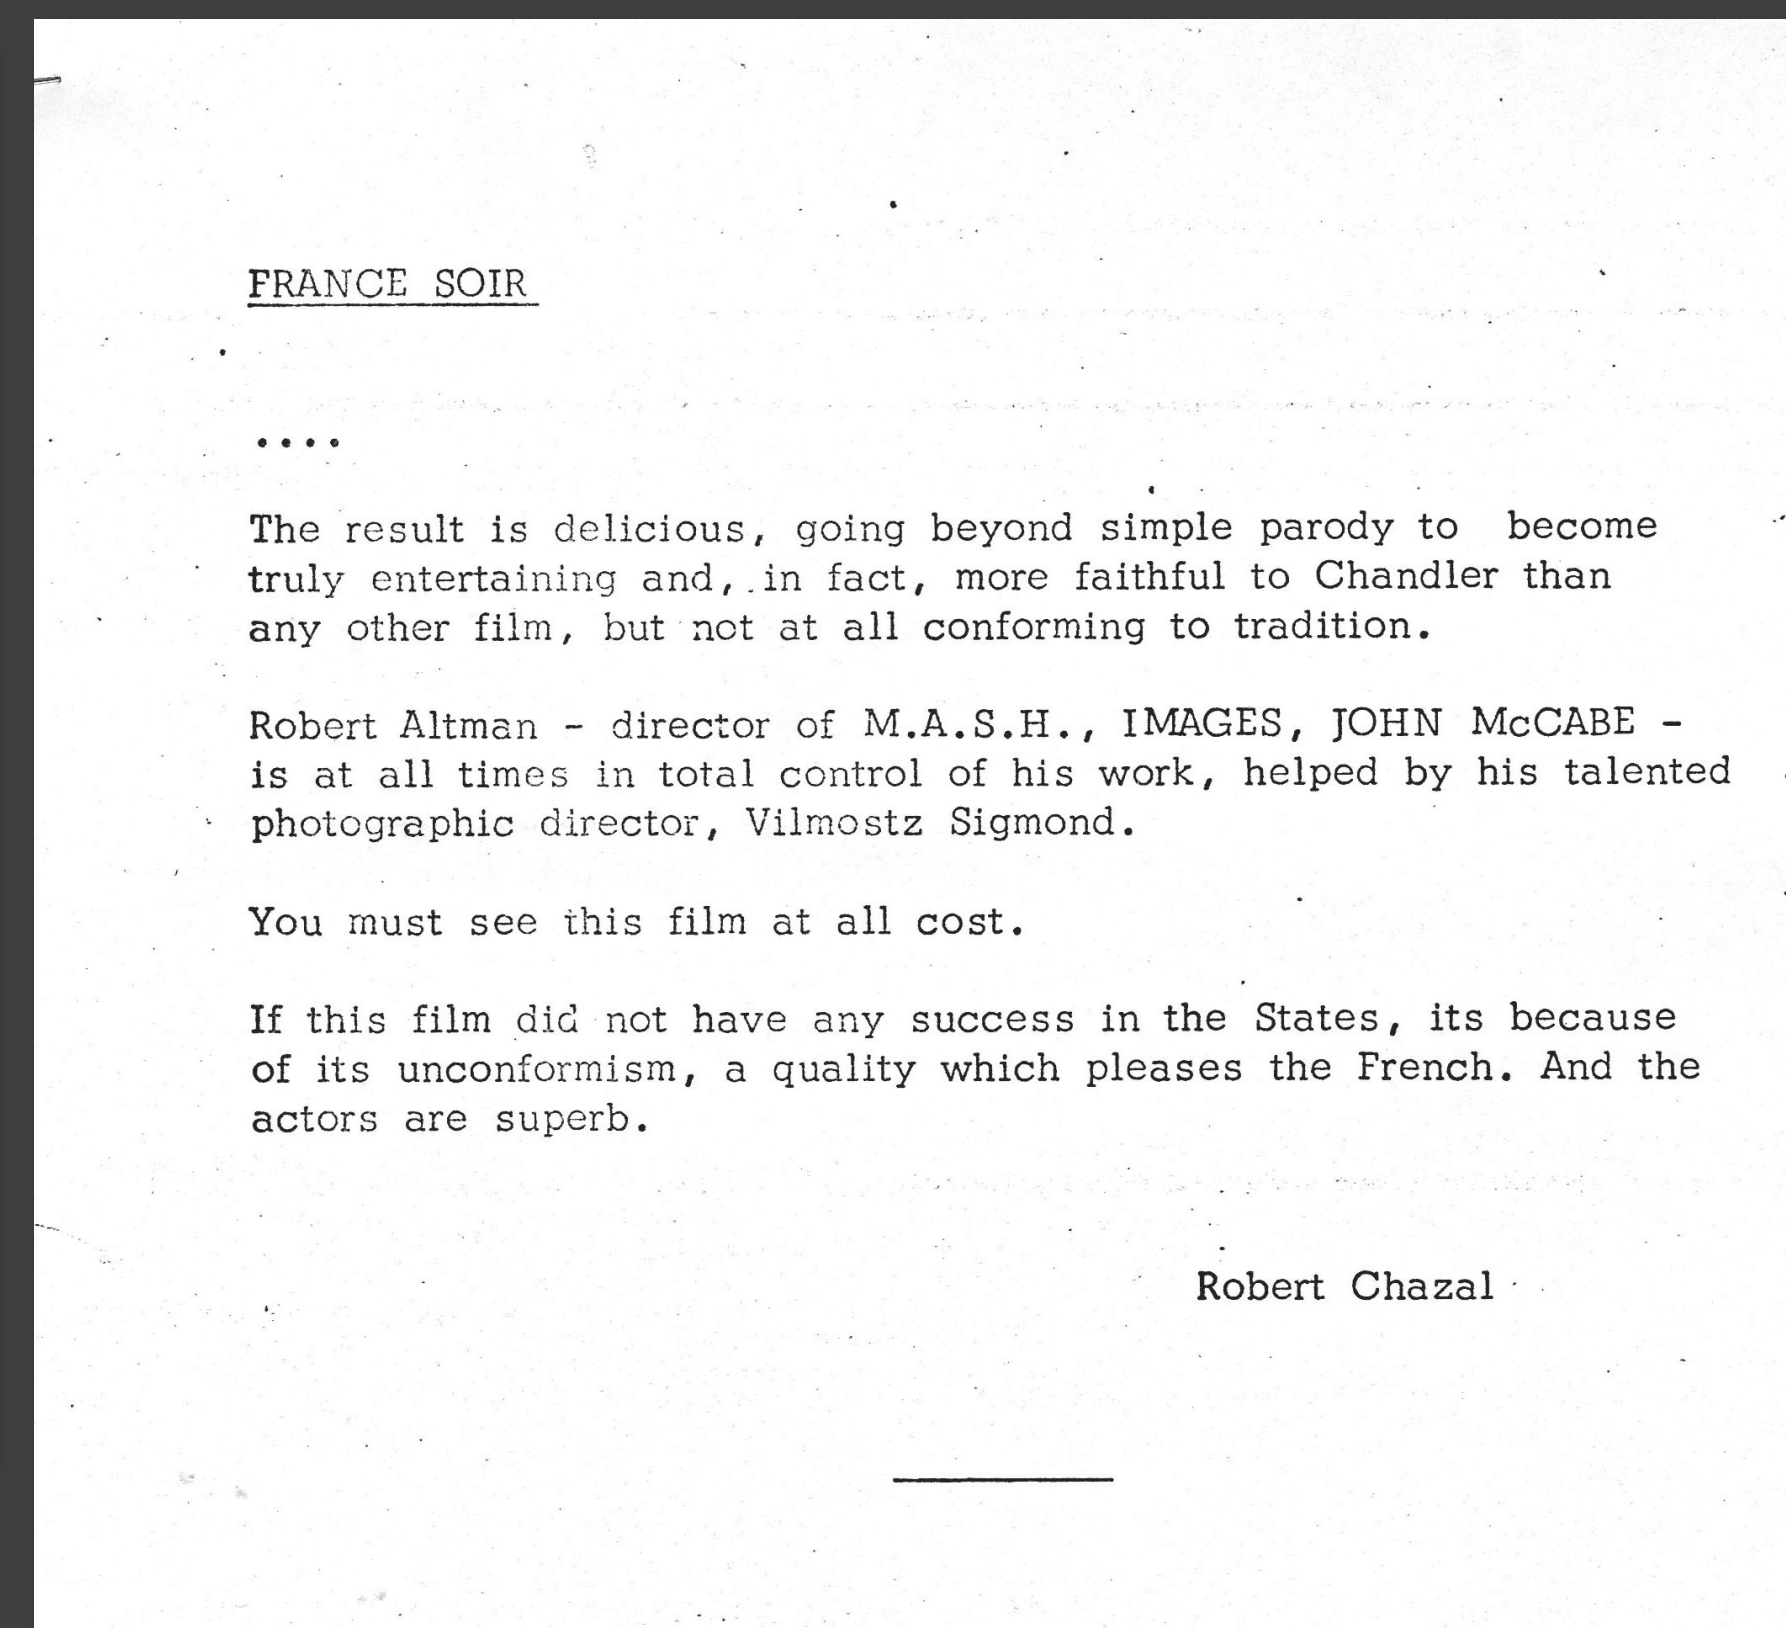 FRANCE SOIR
....
The result is delicious, going beyond simple parody to become
truly entertaining and, in fact, more faithful to Chandler than
any other film, but not at all conforming to tradition.
Robert Altman - director of M.A.S.H., IMAGES, JOHN McCABE -
is at all times in total control of his work, helped by his talented
photographic director, Vilmostz Sigmond.
You must see this film at all cost.
If this film did not have any success in the States, its because
of its unconformism, a quality which pleases the French. And the
actors are superb.
Robert Chazal